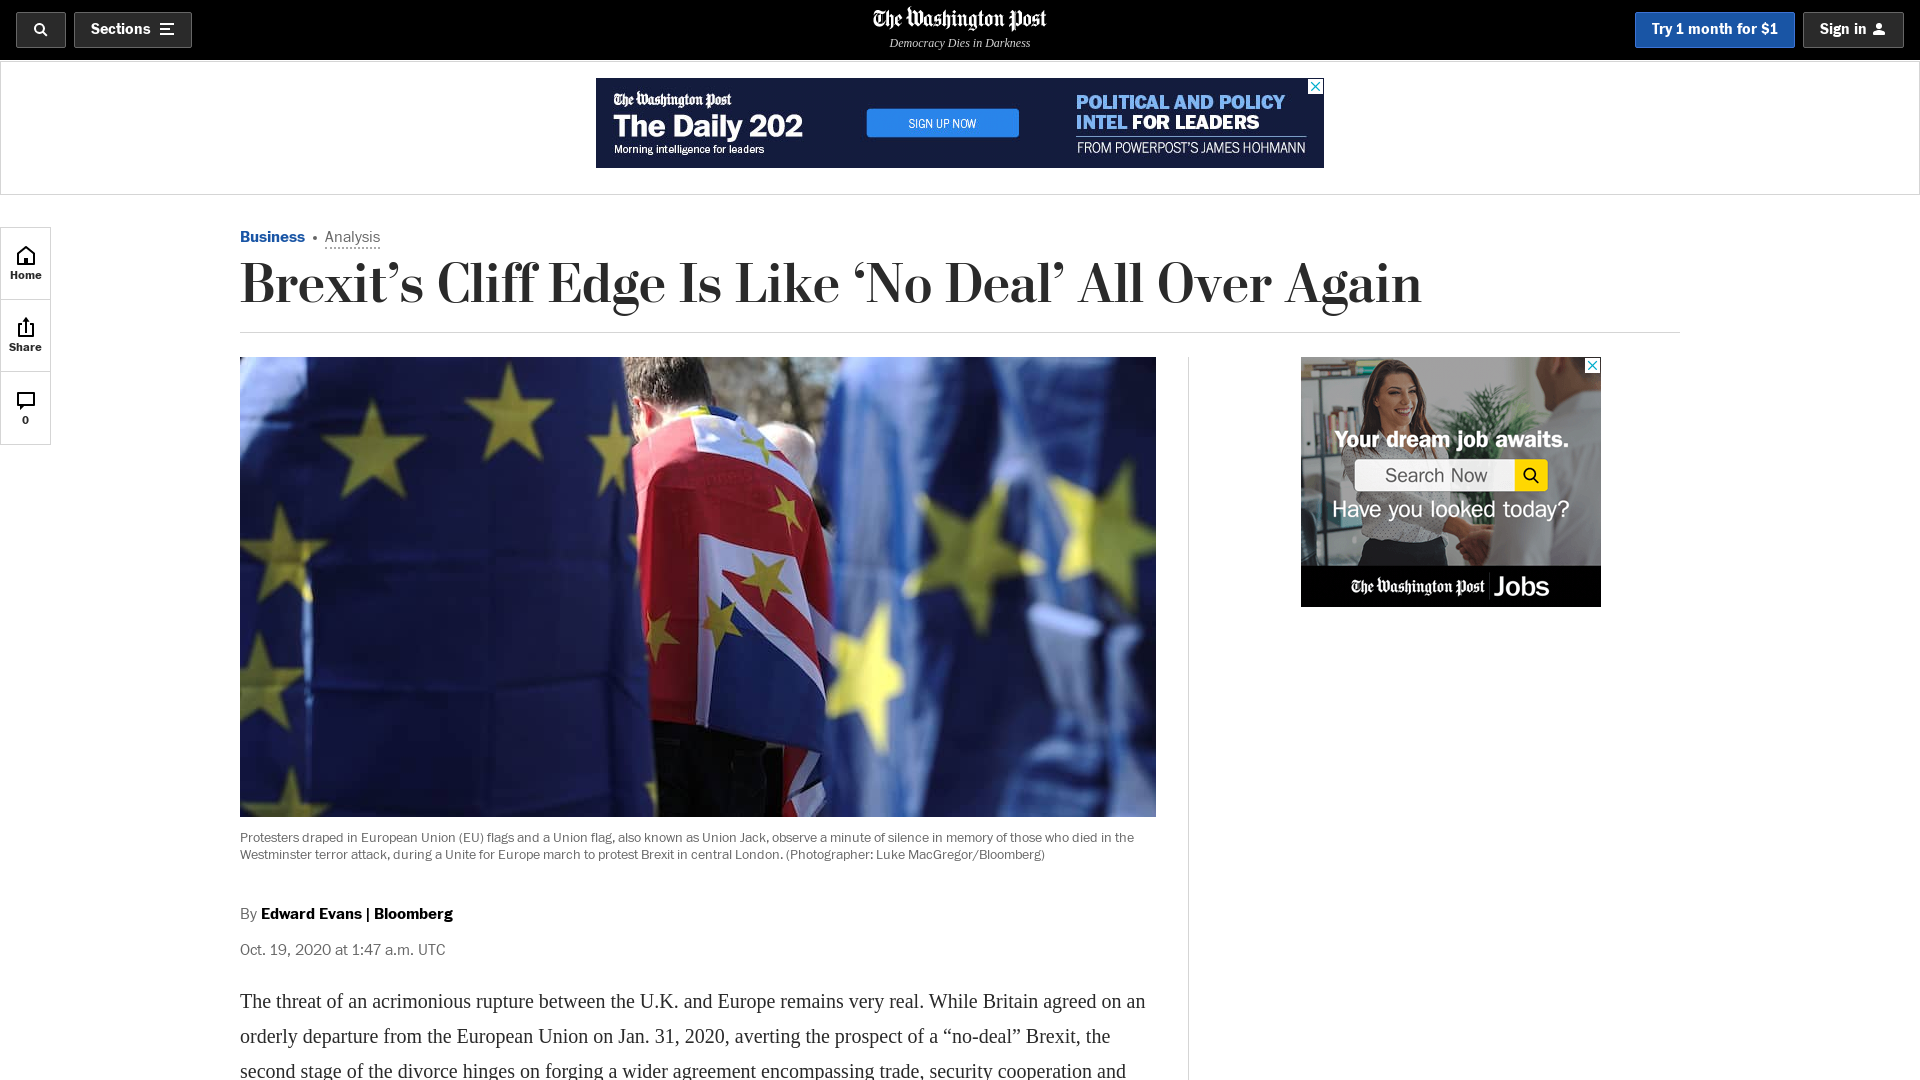 Sections
The Washington Post
Democracy Dies in Darkness
Try 1 month for $1
Sign in
The Washington Post
The Daily 202
Morning intelligence for leaders
SIGN UP NOW
POLITICAL AND POLICY
INTEL FOR LEADERS
FROM POWERPOST'S JAMES HOHMANN
Home
Share
0
Business • Analysis
Brexit’s Cliff Edge Is Like ‘No Deal’ All Over Again
Your dream job awaits.
Search Now
Have you looked today?
The Washington Post Jobs
Protesters draped in European Union (EU) flags and a Union flag, also known as Union Jack, observe a minute of silence in memory of those who died in the
Westminster terror attack, during a Unite for Europe march to protest Brexit in central London. (Photographer: Luke MacGregor/Bloomberg)
By Edward Evans | Bloomberg
Oct. 19, 2020 at 1:47 a.m. UTC
The threat of an acrimonious rupture between the U.K. and Europe remains very real. While Britain agreed on an
orderly departure from the European Union on Jan. 31, 2020, averting the prospect of a “no-deal” Brexit, the
second stage of the divorce hinges on forging a wider agreement encompassing trade, security cooperation and